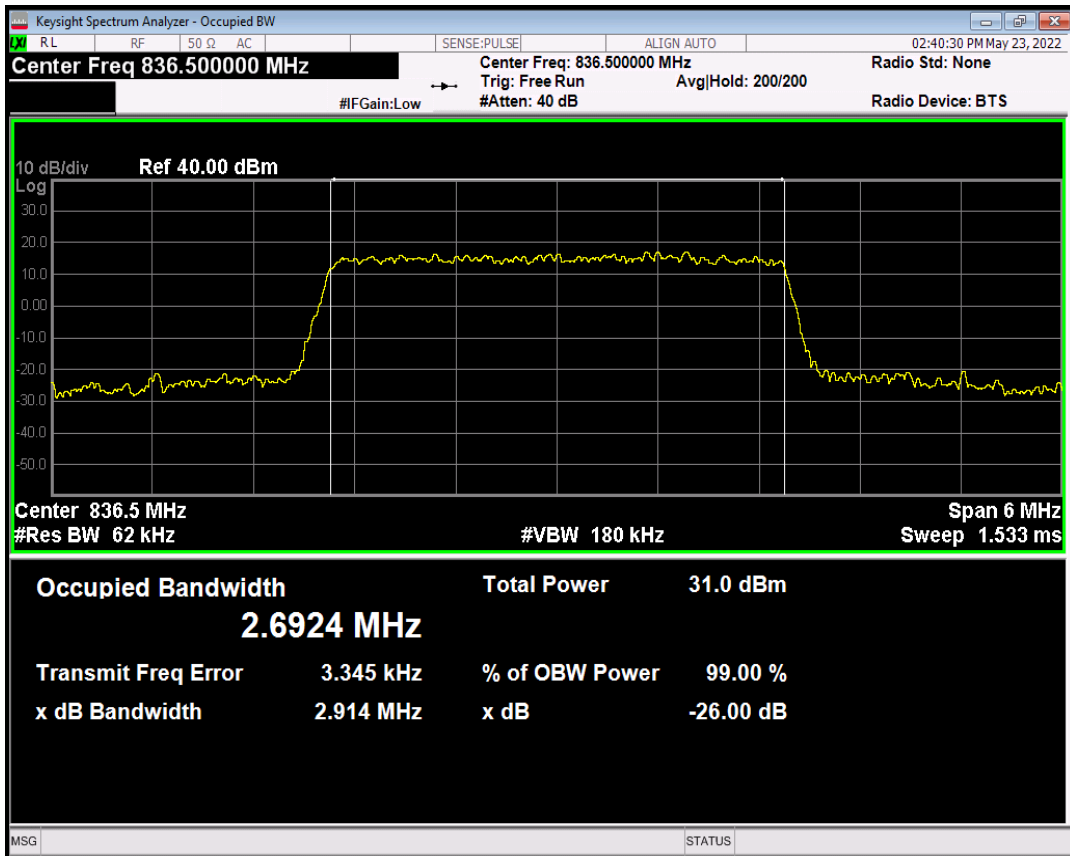 Keysight Spectrum Analyzer - Occupied BW
LXI RL RF 50 Ω AC SENSE:PULSE ALIGN AUTO 02:40:30 PM May 23, 2022
Center Freq 836.500000 MHz Center Freq: 836.500000 MHz Radio Std: None
Trig: Free Run Avg|Hold: 200/200
#IFGain:Low #Atten: 40 dB Radio Device: BTS
10 dB/div Ref 40.00 dBm
Log
30.0
20.0
10.0
0.00
-10.0
-20.0
-30.0
-40.0
-50.0
Center 836.5 MHz Span 6 MHz
#Res BW 62 kHz #VBW 180 kHz Sweep 1.533 ms
Occupied Bandwidth Total Power 31.0 dBm
2.6924 MHz
Transmit Freq Error 3.345 kHz % of OBW Power 99.00 %
x dB Bandwidth 2.914 MHz x dB -26.00 dB
MSG STATUS